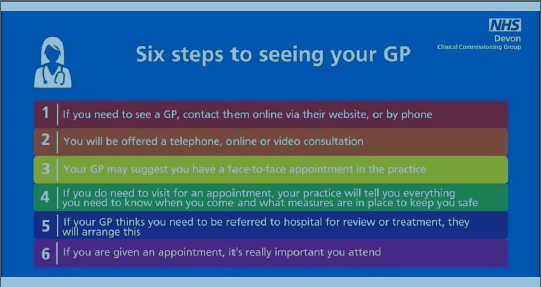 NHS
Devon
Clinical Commissioning Group
Six steps to seeing your GP
1 If you need to see a GP, contact them online via their website, or by phone
2 You will be offered a telephone, online or video consultation
3 Your GP may suggest you have a face-to-face appointment in the practice
4 If you do need to visit for an appointment, your practice will tell you everything
you need to know when you come and what measures are in place to keep you safe
5 If your GP thinks you need to be referred to hospital for review or treatment, they
will arrange this
6 If you are given an appointment, it's really important you attend